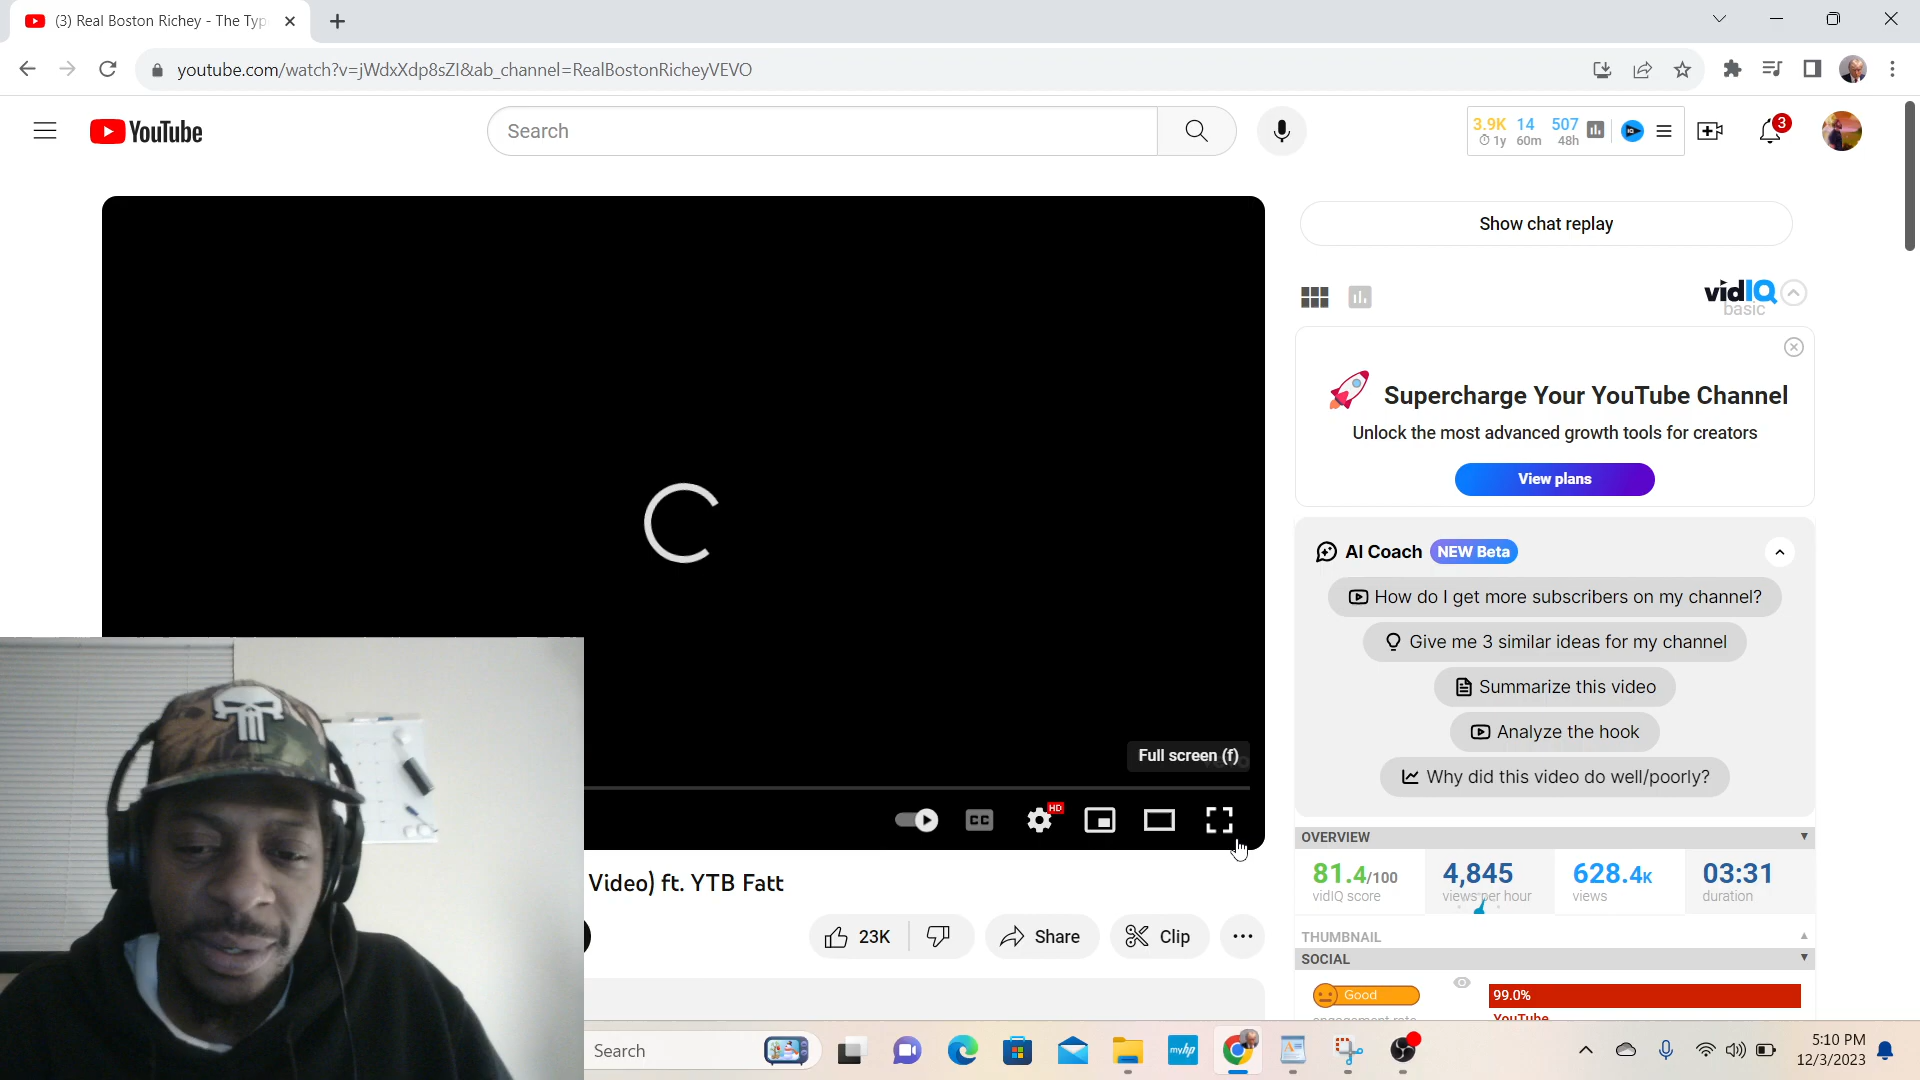 (3) Real Boston Richey - The Typ
youtube.com/watch?v=jWdxXdp8sZI&ab_channel=RealBostonRicheyVEVO
YouTube
Search
3.9K 14 507
1y 60m 48h
3
Show chat replay
vidIQ
basic
Supercharge Your YouTube Channel
Unlock the most advanced growth tools for creators
View plans
AI Coach NEW Beta
How do I get more subscribers on my channel?
Give me 3 similar ideas for my channel
Summarize this video
Analyze the hook
Why did this video do well/poorly?
Full screen (f)
CC
HD
Video) ft. YTB Fatt
23K
Share
Clip
OVERVIEW
81.4/100 4,845 628.4K 03:31
vidIQ score views per hour views duration
THUMBNAIL
SOCIAL
Good
99.0%
YouTube
engagement rate
Search
myhp
5:10 PM
12/3/2023